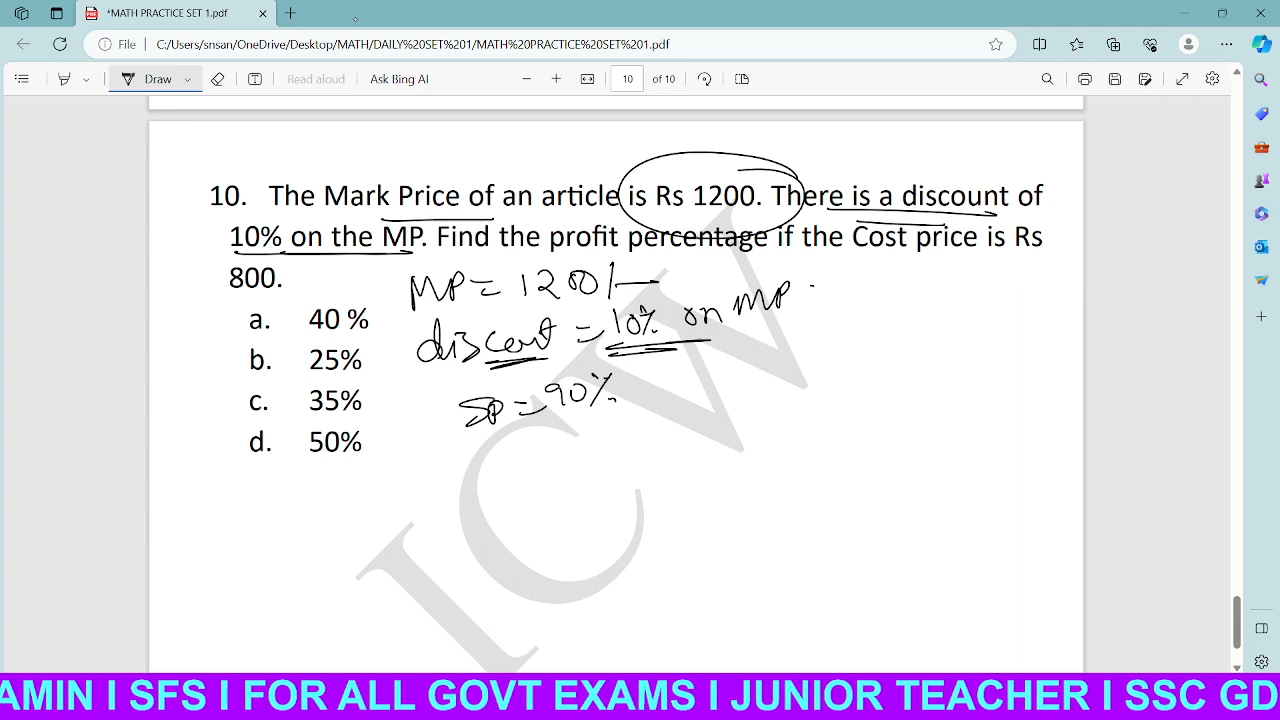 *MATH PRACTICE SET 1.pdf
File
C:/Users/snsan/OneDrive/Desktop/MATH/DAILY%20SET%201/MATH%20PRACTICE%20SET%201.pdf
Draw
Read aloud
Ask Bing AI
10 of 10
10. The Mark Price of an article is Rs 1200. There is a discount of
10% on the MP. Find the profit percentage if the Cost price is Rs
800.
MP = 1200/-
a. 40 %
discout = 10% on MP
b. 25%
c. 35%
SP = 90%
d. 50%
ICW
AMIN I SFS I FOR ALL GOVT EXAMS I JUNIOR TEACHER I SSC GD